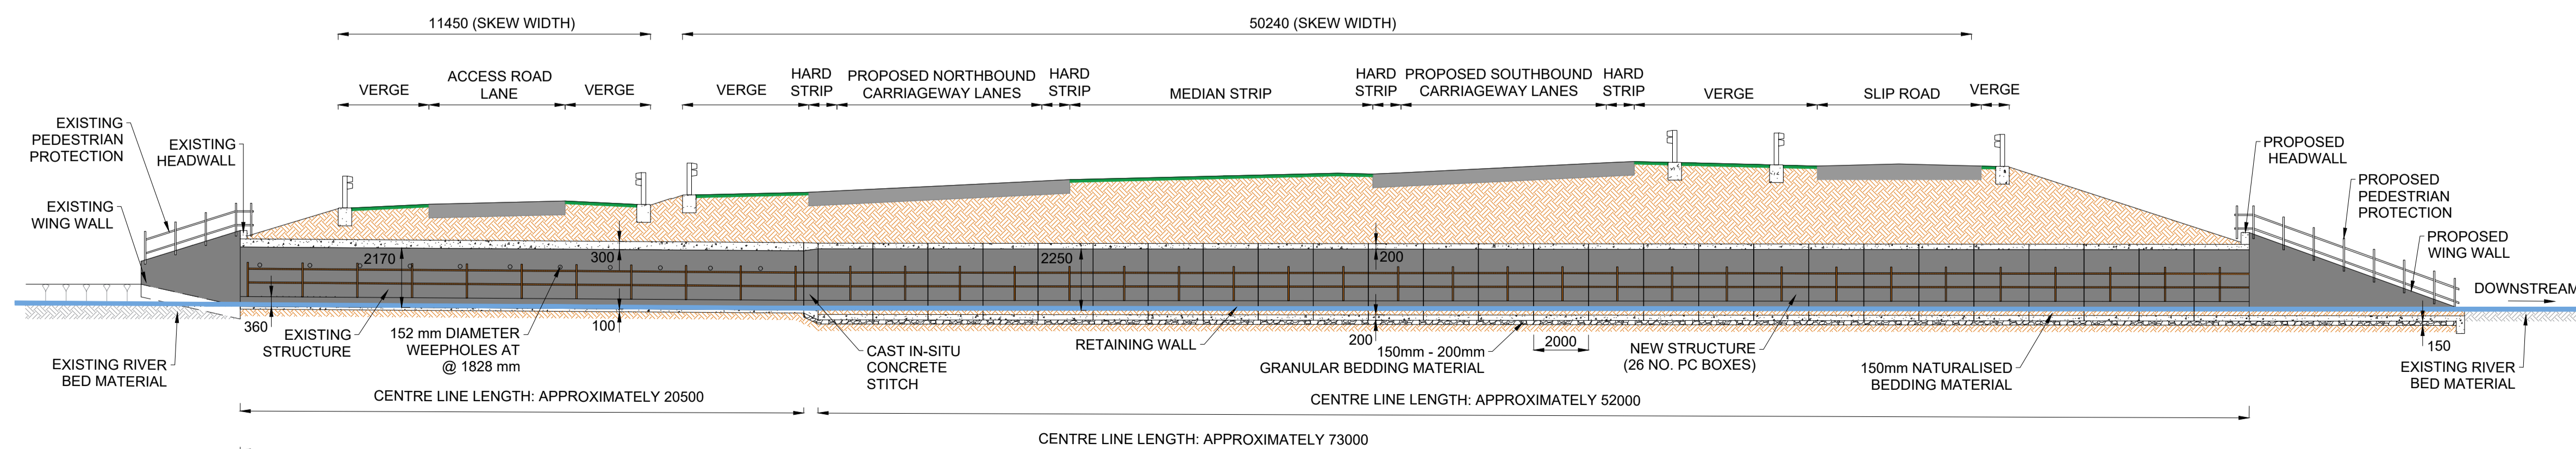 11450 (SKEW WIDTH)
50240 (SKEW WIDTH)
VERGE
ACCESS ROAD
LANE
VERGE
VERGE
HARD
STRIP
PROPOSED NORTHBOUND
CARRIAGEWAY LANES
HARD
STRIP
MEDIAN STRIP
HARD
STRIP
PROPOSED SOUTHBOUND
CARRIAGEWAY LANES
HARD
STRIP
VERGE
SLIP ROAD
VERGE
EXISTING
PEDESTRIAN
PROTECTION
EXISTING
HEADWALL
EXISTING
WING WALL
PROPOSED
HEADWALL
PROPOSED
PEDESTRIAN
PROTECTION
PROPOSED
WING WALL
DOWNSTREAM
2170
300
2250
200
360
100
200
2000
150
EXISTING RIVER
BED MATERIAL
EXISTING
STRUCTURE
152 mm DIAMETER
WEEPHOLES AT
@ 1828 mm
CAST IN-SITU
CONCRETE
STITCH
RETAINING WALL
150mm - 200mm
GRANULAR BEDDING MATERIAL
NEW STRUCTURE
(26 NO. PC BOXES)
150mm NATURALISED
BEDDING MATERIAL
EXISTING RIVER
BED MATERIAL
CENTRE LINE LENGTH: APPROXIMATELY 20500
CENTRE LINE LENGTH: APPROXIMATELY 52000
CENTRE LINE LENGTH: APPROXIMATELY 73000